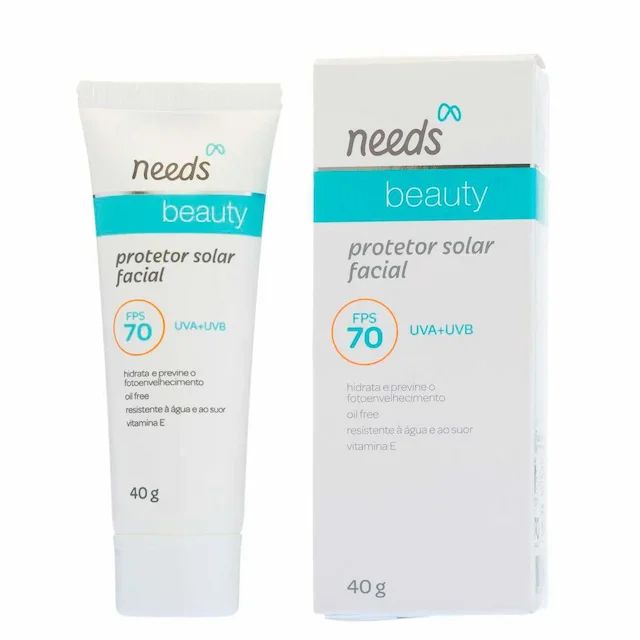 needs
beauty
protetor solar
facial
FPS
70
UVA+UVB
hidrata e previne o
fotoenvelhecimento
oil free
resistente à água e ao suor
vitamina E
40 g
needs
beauty
protetor solar
facial
FPS
70
UVA+UVB
hidrata e previne o
fotoenvelhecimento
oil free
resistente à água e ao suor
vitamina E
40 g